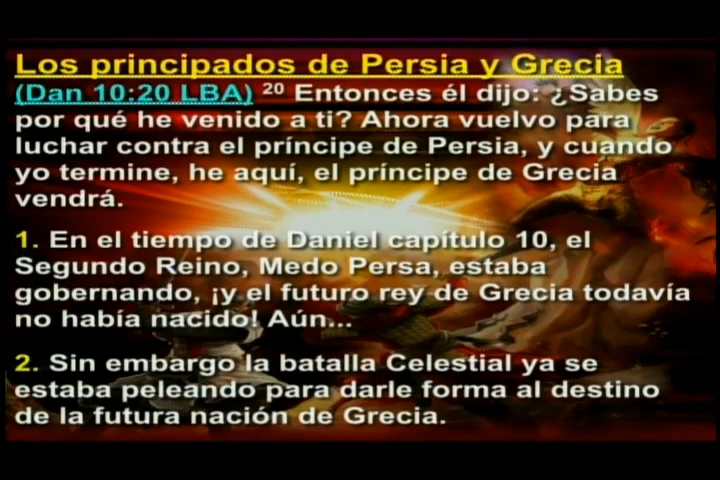 Los principados de Persia y Grecia
(Dan 10:20 LBA) 20 Entonces él dijo: ¿Sabes
por qué he venido a ti? Ahora vuelvo para
luchar contra el príncipe de Persia, y cuando
yo termine, he aquí, el príncipe de Grecia
vendrá.
1. En el tiempo de Daniel capítulo 10, el
Segundo Reino, Medo Persa, estaba
gobernando, ¡y el futuro rey de Grecia todavía
no había nacido! Aún...
2. Sin embargo la batalla Celestial ya se
estaba peleando para darle forma al destino
de la futura nación de Grecia.